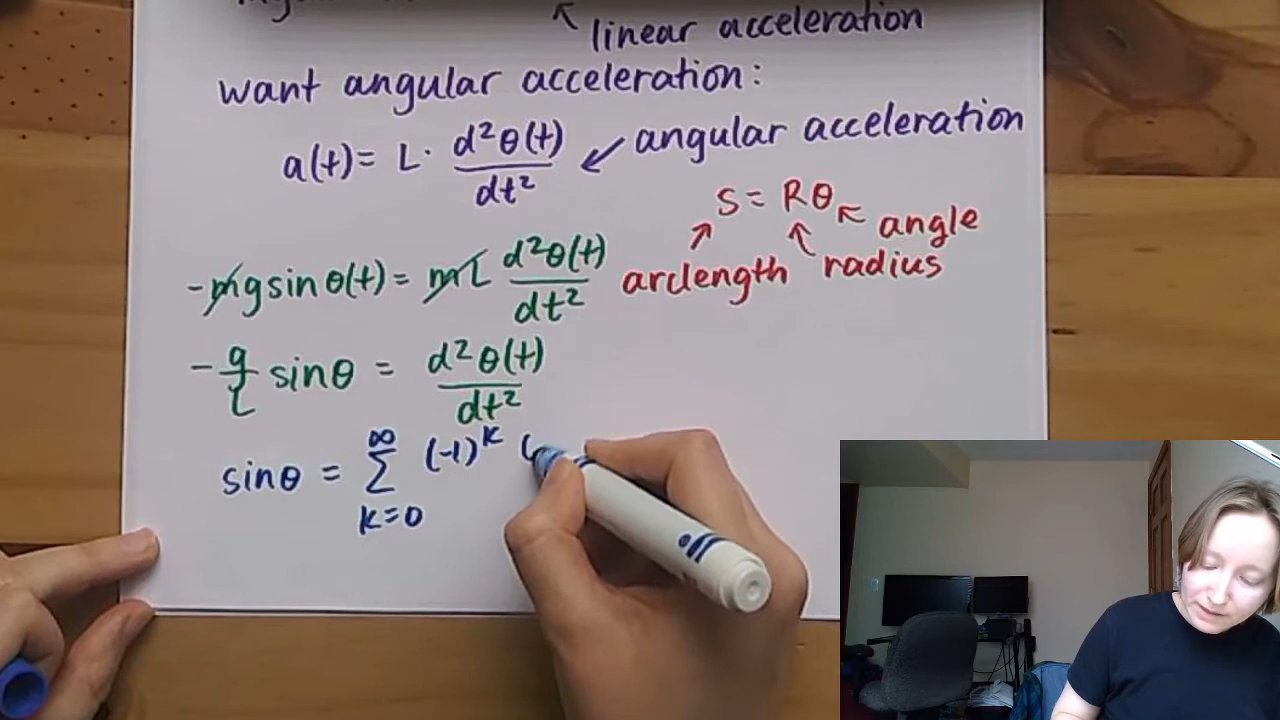 linear acceleration
want angular acceleration:
a(t) = L · d²θ(t)/dt² ↙ angular acceleration
S = Rθ
angle
arclength
radius
-mg sin θ(t) = mL d²θ(t)/dt²
-g/L sinθ = d²θ(t)/dt²
sinθ = ∞∑k=0 (-1)^k (